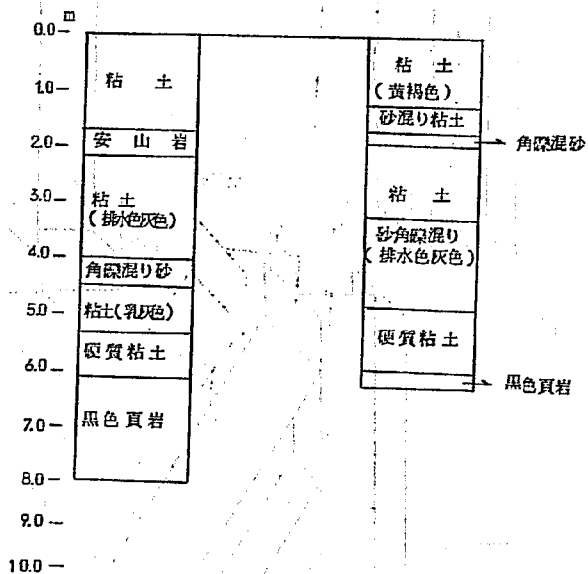 m
0.0
1.0
2.0
3.0
4.0
5.0
6.0
7.0
8.0
9.0
10.0
粘土
安山岩
粘土
(排水色灰色)
角礫混り砂
粘土(乳灰色)
硬質粘土
黒色頁岩
粘土
(黄褐色)
砂混り粘土
角礫混砂
粘土
砂角礫混り
(排水色灰色)
硬質粘土
黒色頁岩